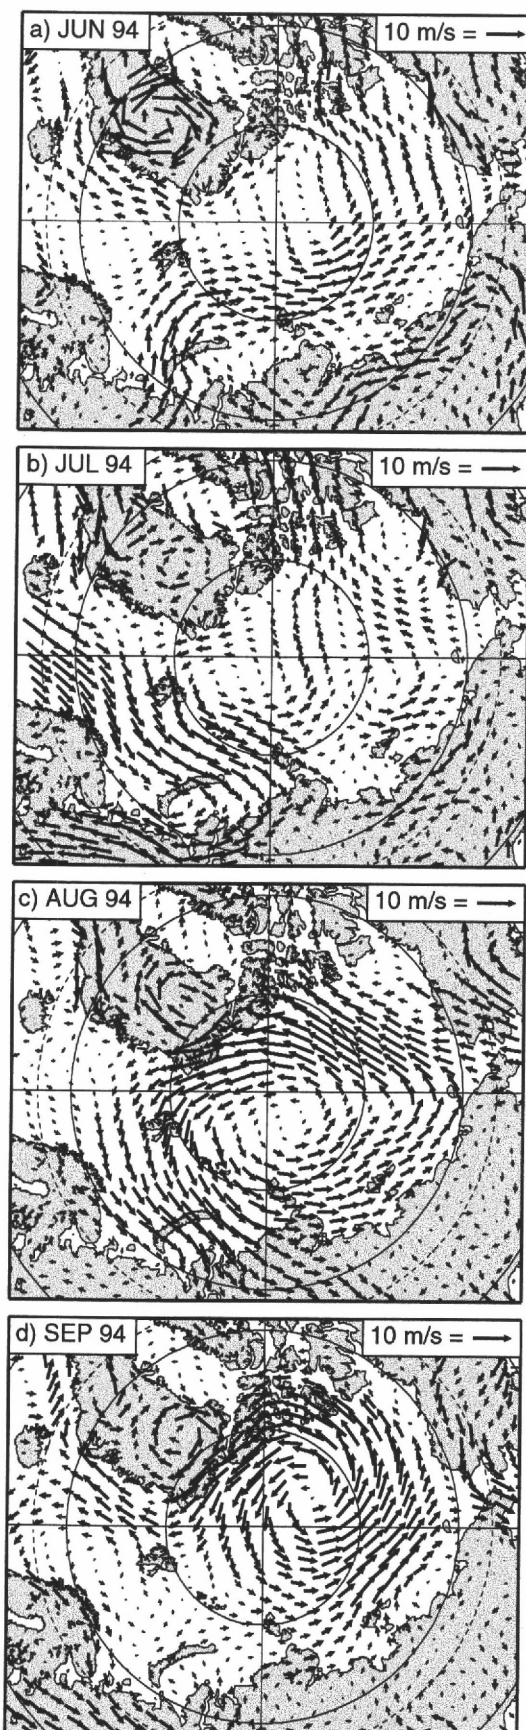 a) JUN 94
10 m/s =
b) JUL 94
10 m/s =
c) AUG 94
10 m/s =
d) SEP 94
10 m/s =